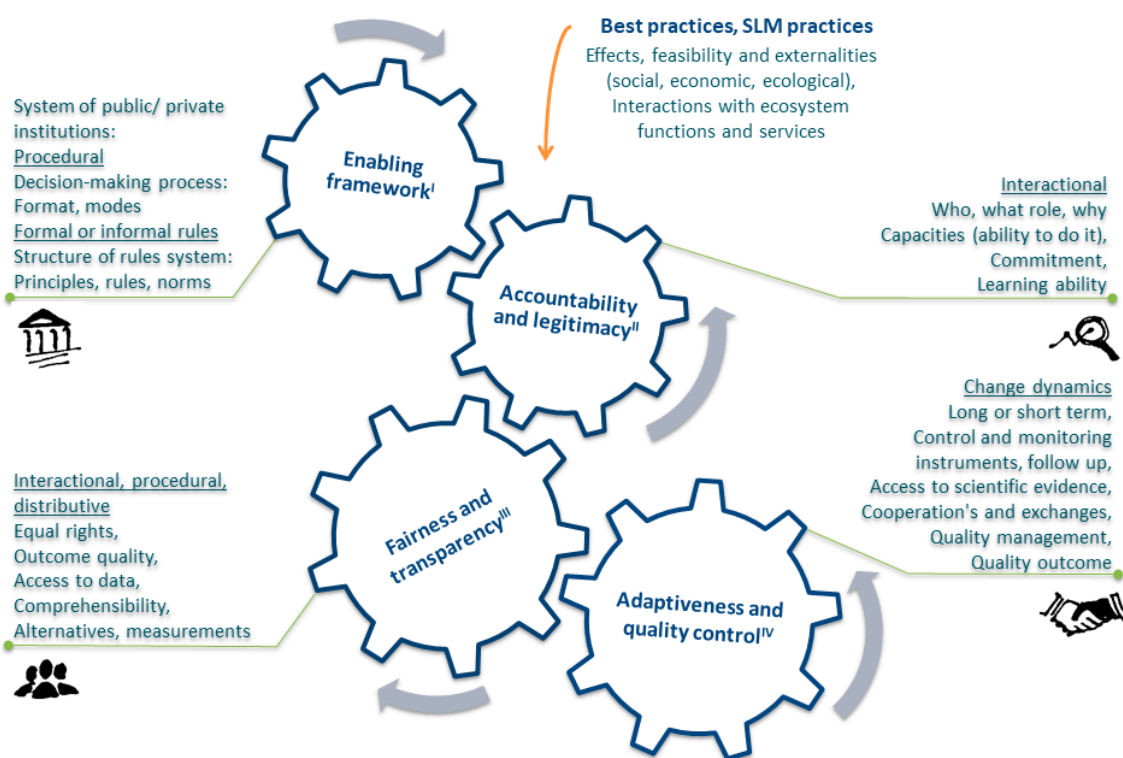 Best practices, SLM practices
Effects, feasibility and externalities
(social, economic, ecological),
Interactions with ecosystem
functions and services
System of public/ private
institutions:
Procedural
Decision-making process:
Format, modes
Formal or informal rules
Structure of rules system:
Principles, rules, norms
Enabling
frameworkᴵ
Interactional
Who, what role, why
Capacities (ability to do it),
Commitment,
Learning ability
Accountability
and legitimacyᴵᴵ
Change dynamics
Long or short term,
Control and monitoring
instruments, follow up,
Access to scientific evidence,
Cooperation's and exchanges,
Quality management,
Quality outcome
Interactional, procedural,
distributive
Equal rights,
Outcome quality,
Access to data,
Comprehensibility,
Alternatives, measurements
Fairness and
transparencyᴵᴵᴵ
Adaptiveness and
quality controlᴵⱽ